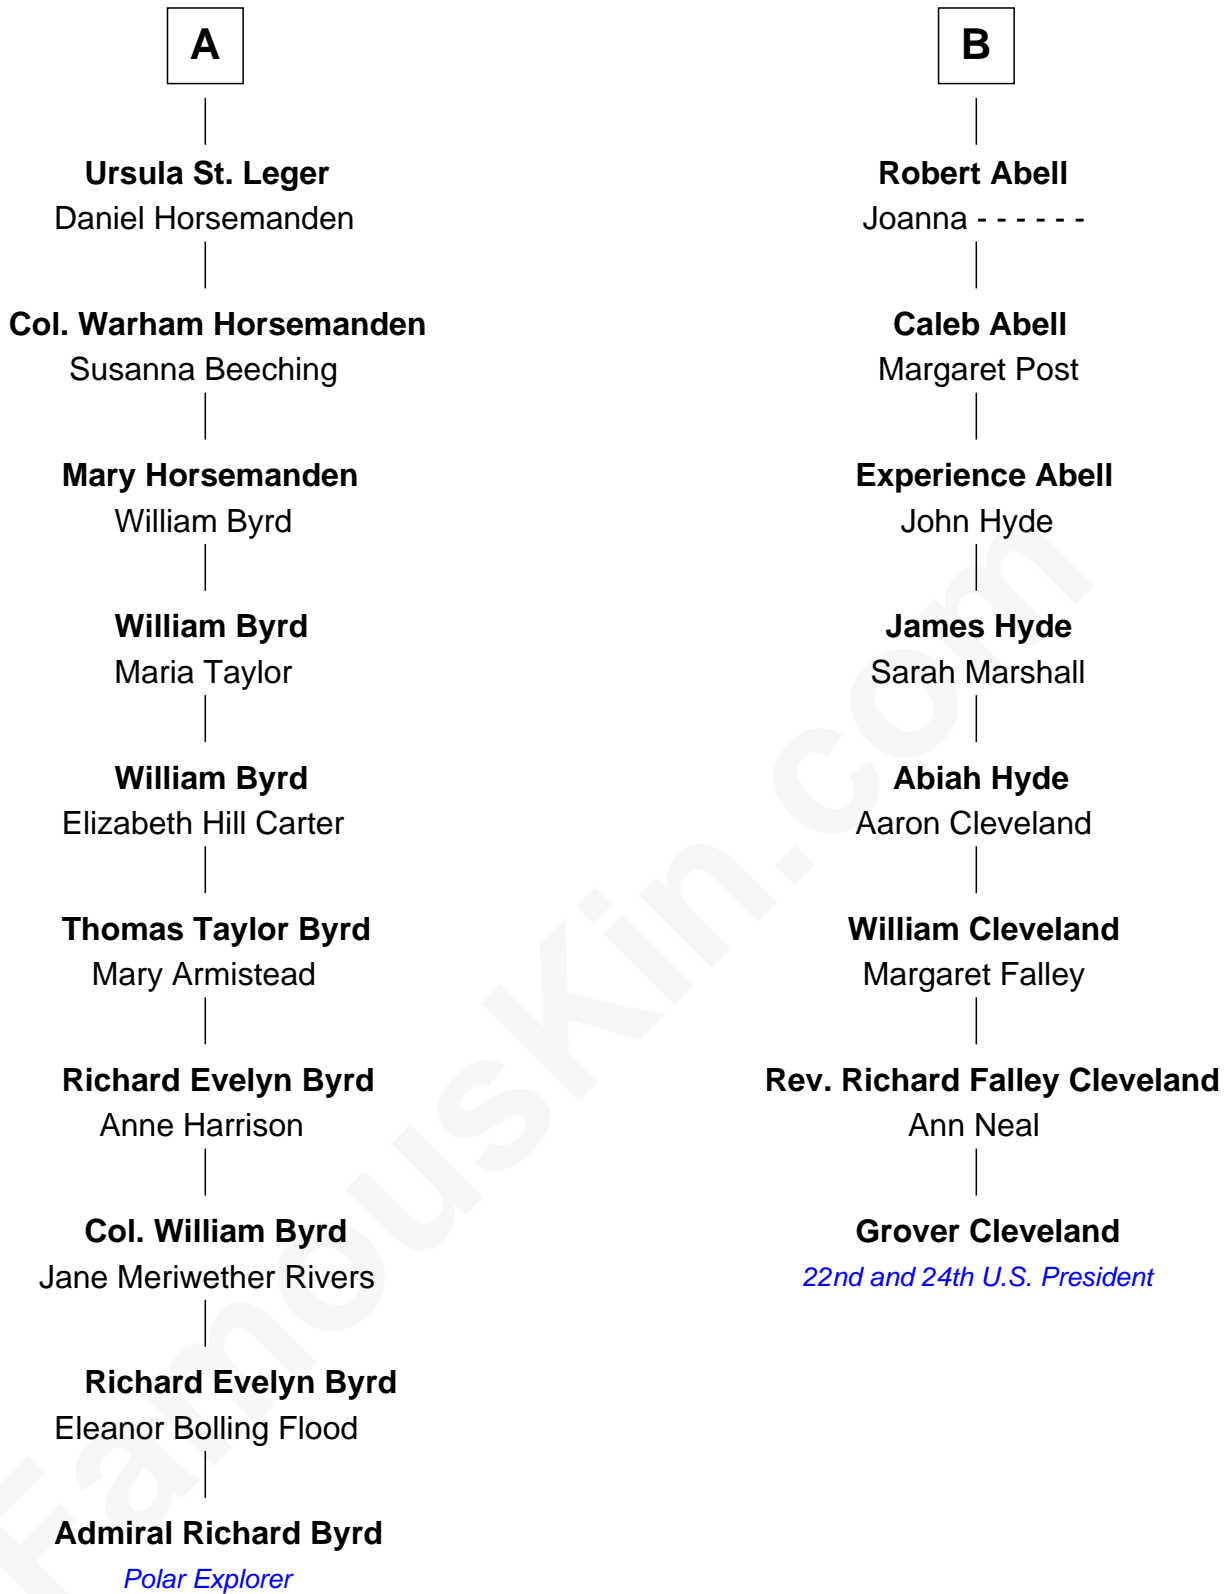 A
Ursula St. Leger
Daniel Horsemanden
Col. Warham Horsemanden
Susanna Beeching
Mary Horsemanden
William Byrd
William Byrd
Maria Taylor
William Byrd
Elizabeth Hill Carter
Thomas Taylor Byrd
Mary Armistead
Richard Evelyn Byrd
Anne Harrison
Col. William Byrd
Jane Meriwether Rivers
Richard Evelyn Byrd
Eleanor Bolling Flood
Admiral Richard Byrd
Polar Explorer
B
Robert Abell
Joanna - - - - - -
Caleb Abell
Margaret Post
Experience Abell
John Hyde
James Hyde
Sarah Marshall
Abiah Hyde
Aaron Cleveland
William Cleveland
Margaret Falley
Rev. Richard Falley Cleveland
Ann Neal
Grover Cleveland
22nd and 24th U.S. President
FamousKin.com